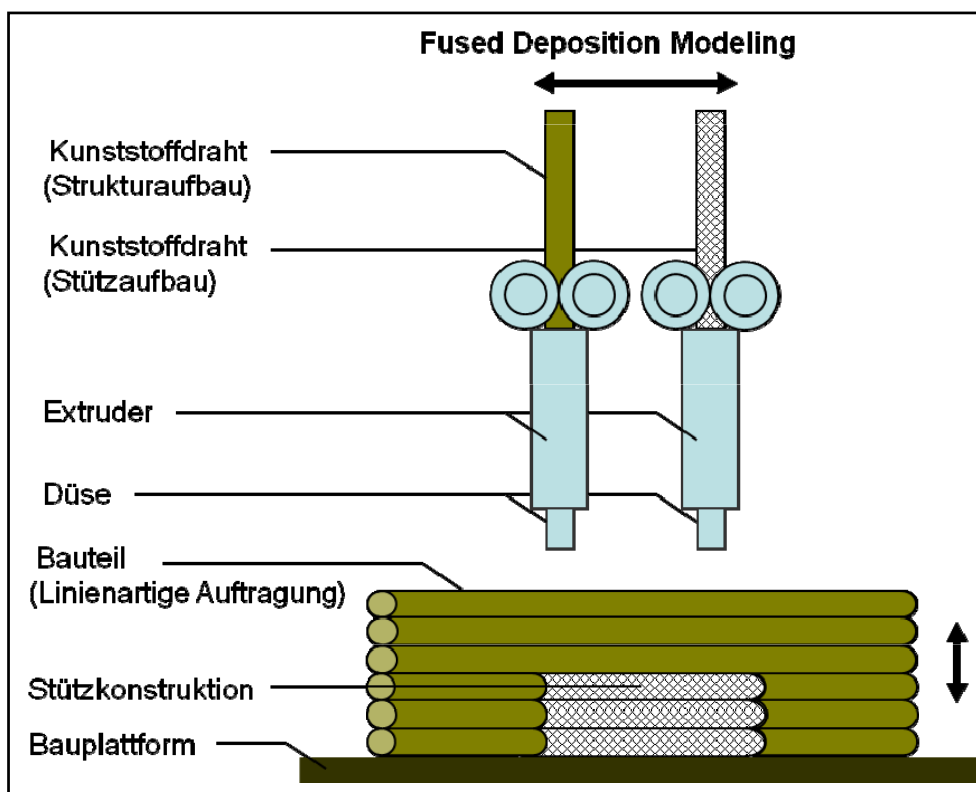 Fused Deposition Modeling
Kunststoffdraht
(Strukturaufbau)
Kunststoffdraht
(Stützaufbau)
Extruder
Düse
Bauteil
(Linienartige Auftragung)
Stützkonstruktion
Bauplattform